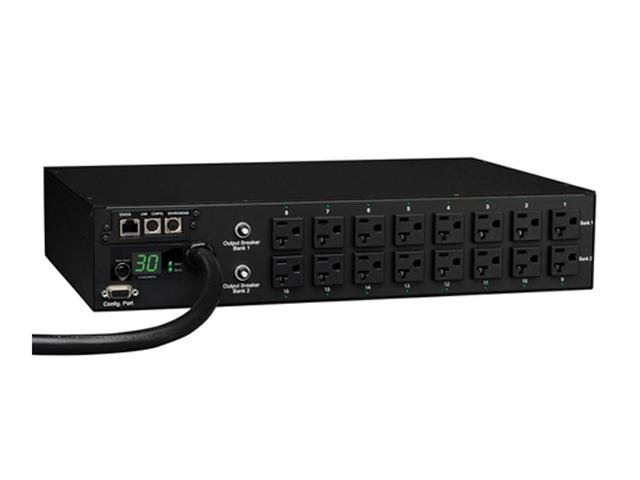 8 7 6 5 4 3 2 1
STATUS LINK CONFIG
Bank 1
Output Breaker
Bank 1
30
Bank 2
Output Breaker
Bank 2
Config. Port
16 15 14 13 12 11 10 9